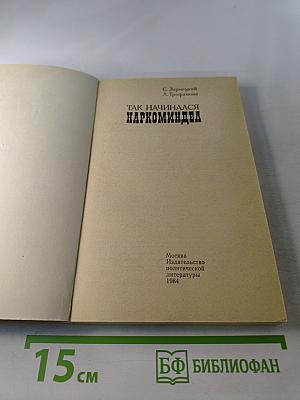 С. Зарницкий
Л. Трофимова
ТАК НАЧИНАЛСЯ
НАРКОМИНДЕЛ
Москва
Издательство
политической
литературы
1984
15 см
БФ БИБЛИОФАН